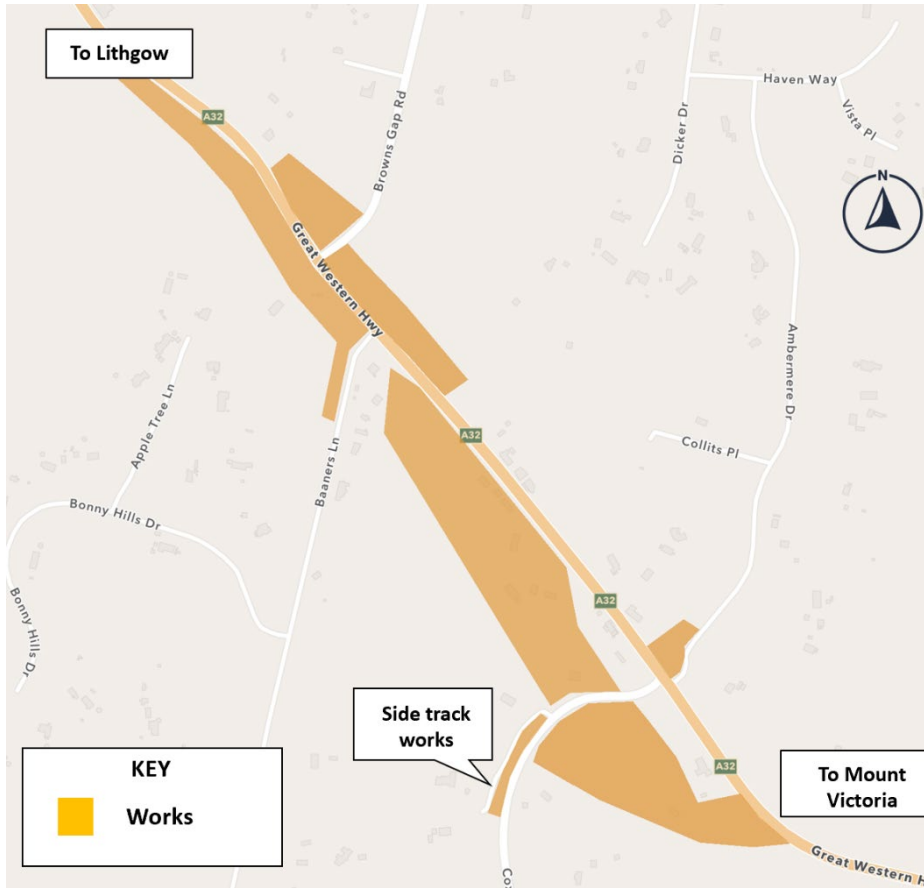 To Lithgow
A32
Browns Gap Rd
Dicker Dr
Haven Way
Vista Pl
N
Great Western Hwy
Ambermere Dr
Apple Tree Ln
Baaners Ln
A32
Collits Pl
Bonny Hills Dr
Bonny Hills Dr
A32
Side track
works
A32
To Mount
Victoria
KEY
Works
Great Western